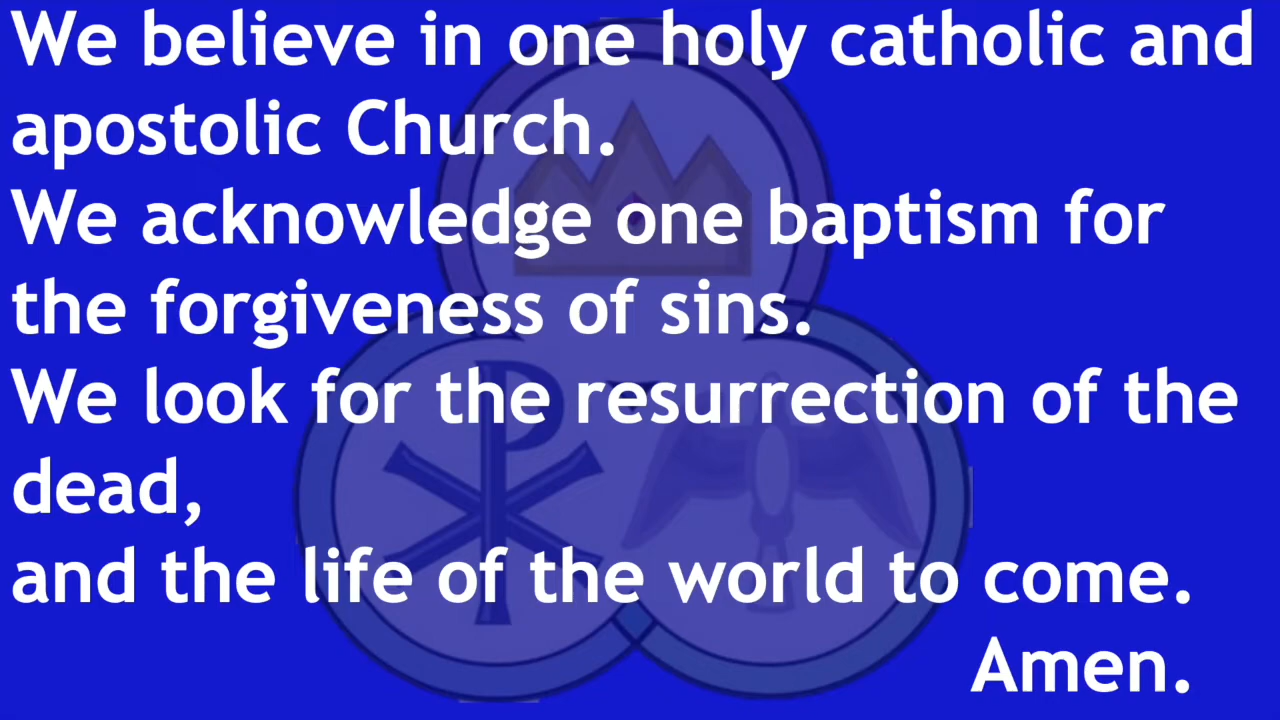 We believe in one holy catholic and
apostolic Church.
We acknowledge one baptism for
the forgiveness of sins.
We look for the resurrection of the
dead,
and the life of the world to come.
Amen.